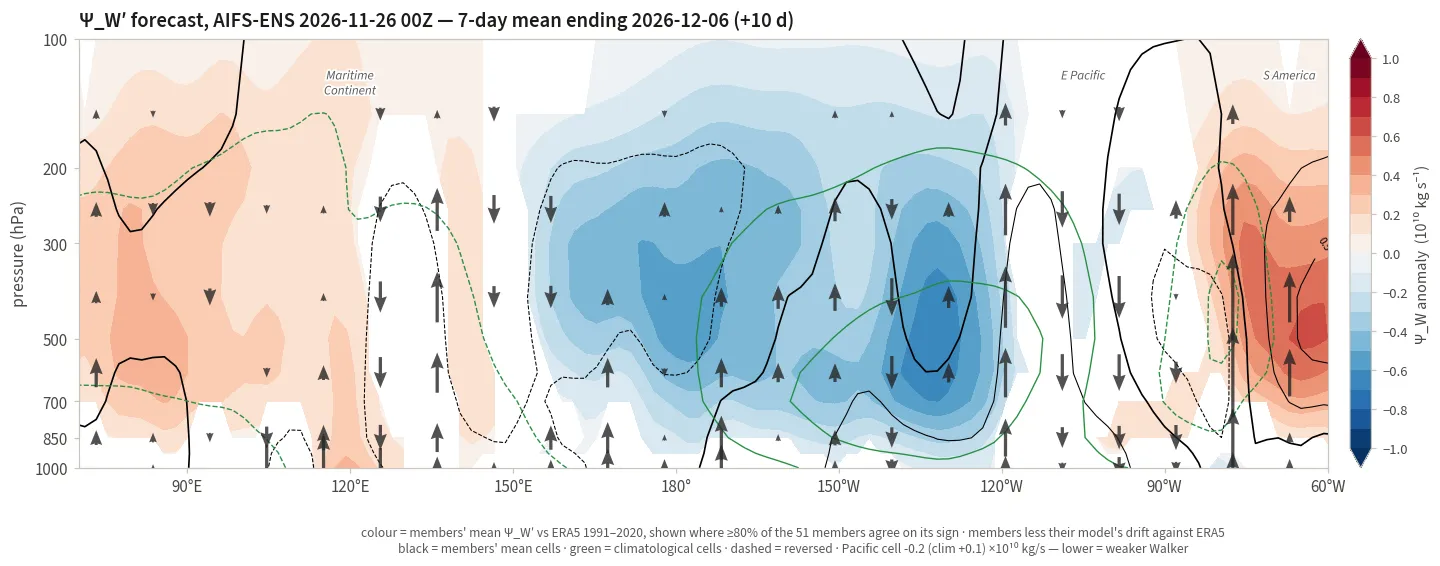 Ψ_W′ forecast, AIFS-ENS 2026-11-26 00Z — 7-day mean ending 2026-12-06 (+10 d)
100
200
300
400
500
700
850
1000
pressure (hPa)
Maritime
Continent
E Pacific
S America
90°E
120°E
150°E
180°
150°W
120°W
90°W
60°W
1.0
0.8
0.6
0.4
0.2
0.0
−0.2
−0.4
−0.6
−0.8
−1.0
Ψ_W anomaly (10¹⁰ kg s⁻¹)
colour = members' mean Ψ_W′ vs ERA5 1991–2020, shown where ≥80% of the 51 members agree on its sign · members less their model's drift against ERA5
black = members' mean cells · green = climatological cells · dashed = reversed · Pacific cell -0.2 (clim +0.1) ×10¹⁰ kg/s — lower = weaker Walker